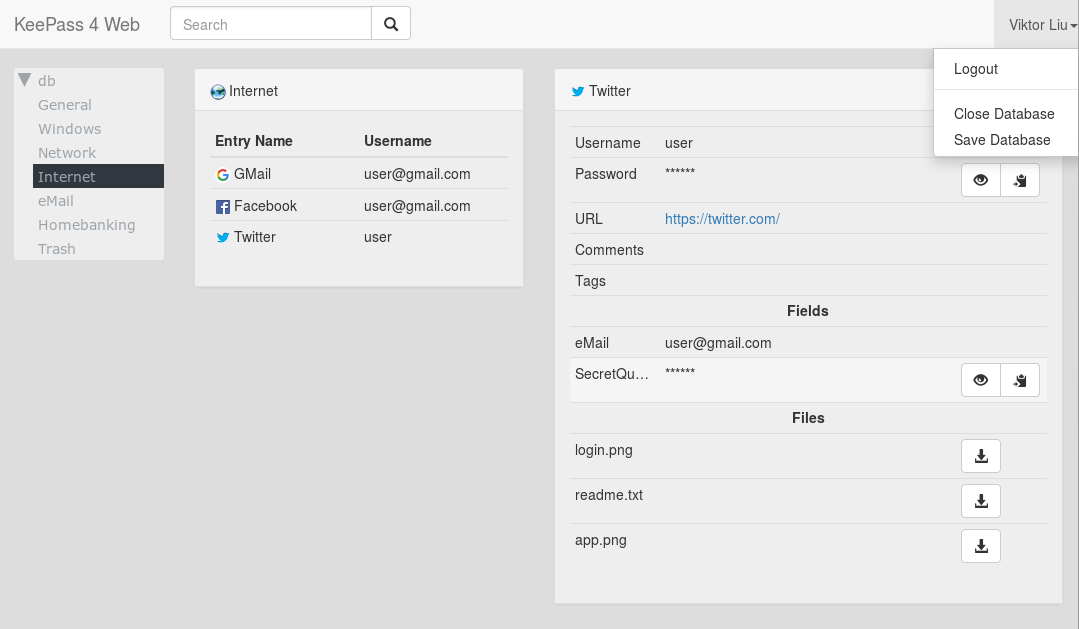 KeePass 4 Web
Search
Viktor Liu
Logout
Close Database
Save Database
db
General
Windows
Network
Internet
eMail
Homebanking
Trash
Internet
Entry Name Username
GMail user@gmail.com
Facebook user@gmail.com
Twitter user
Twitter
Username user
Password ******
URL https://twitter.com/
Comments
Tags
Fields
eMail user@gmail.com
SecretQu... ******
Files
login.png
readme.txt
app.png